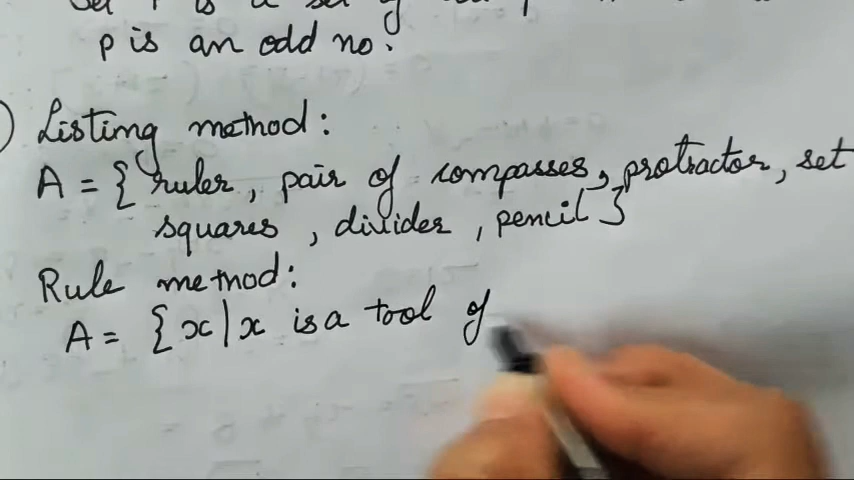 p is an odd no.
Listing method:
A = { ruler, pair of compasses, protractor, set
squares, divider, pencil }
Rule method:
A = { x | x is a tool of